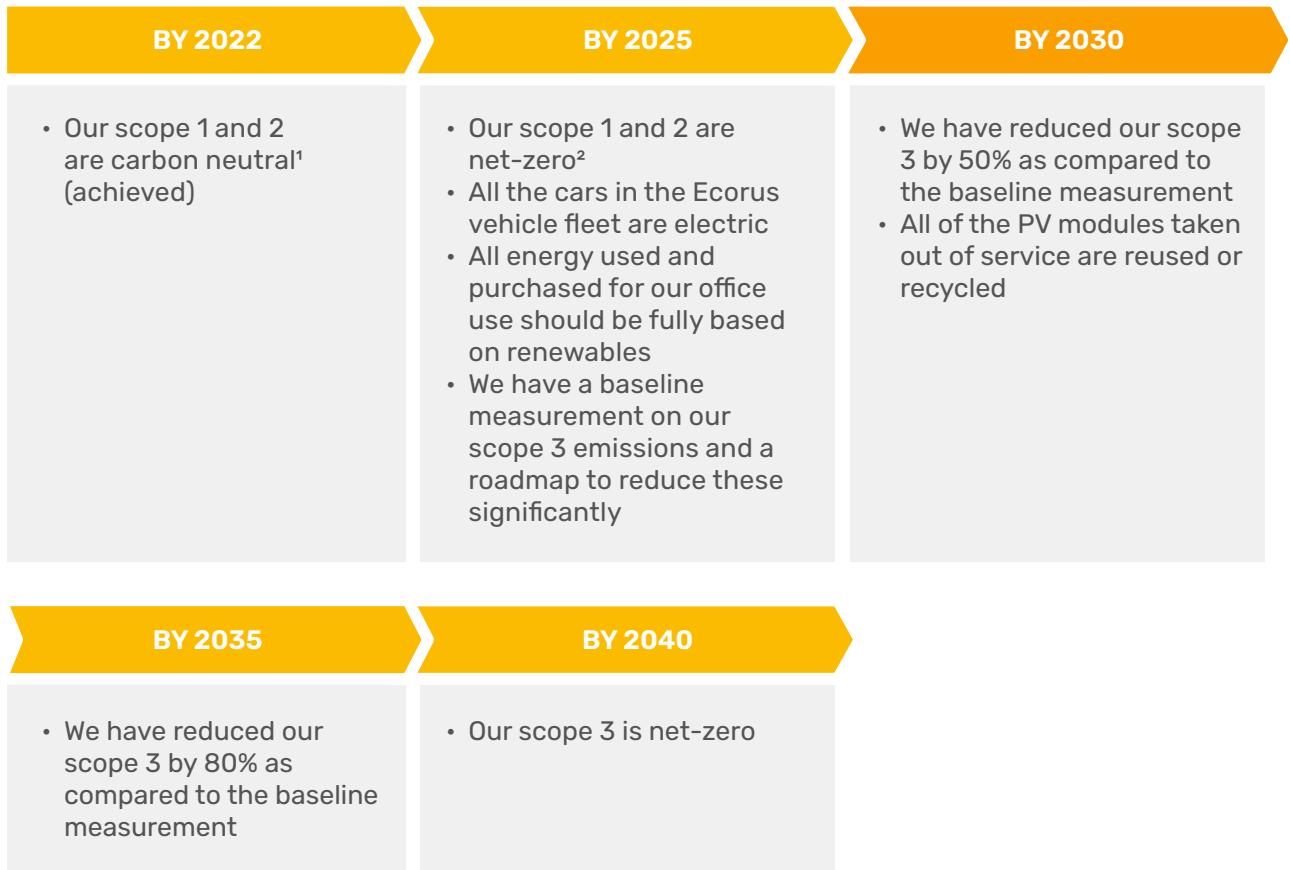 BY 2022
• Our scope 1 and 2
are carbon neutral¹
(achieved)
BY 2025
• Our scope 1 and 2 are
net-zero²
• All the cars in the Ecorus
vehicle fleet are electric
• All energy used and
purchased for our office
use should be fully based
on renewables
• We have a baseline
measurement on our
scope 3 emissions and a
roadmap to reduce these
significantly
BY 2030
• We have reduced our scope
3 by 50% as compared to
the baseline measurement
• All of the PV modules taken
out of service are reused or
recycled
BY 2035
• We have reduced our
scope 3 by 80% as
compared to the baseline
measurement
BY 2040
• Our scope 3 is net-zero